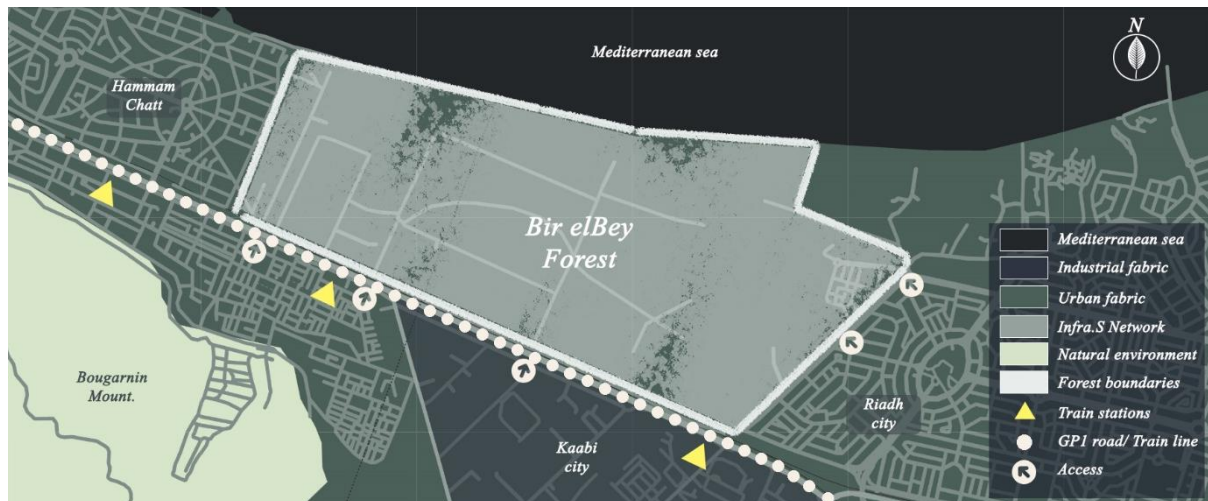 Mediterranean sea
N
Hammam
Chatt
Bir elBey
Forest
Bougarnin
Mount.
Kaabi
city
Riadh
city
Mediterranean sea
Industrial fabric
Urban fabric
Infra.S Network
Natural environment
Forest boundaries
Train stations
GP1 road/ Train line
Access